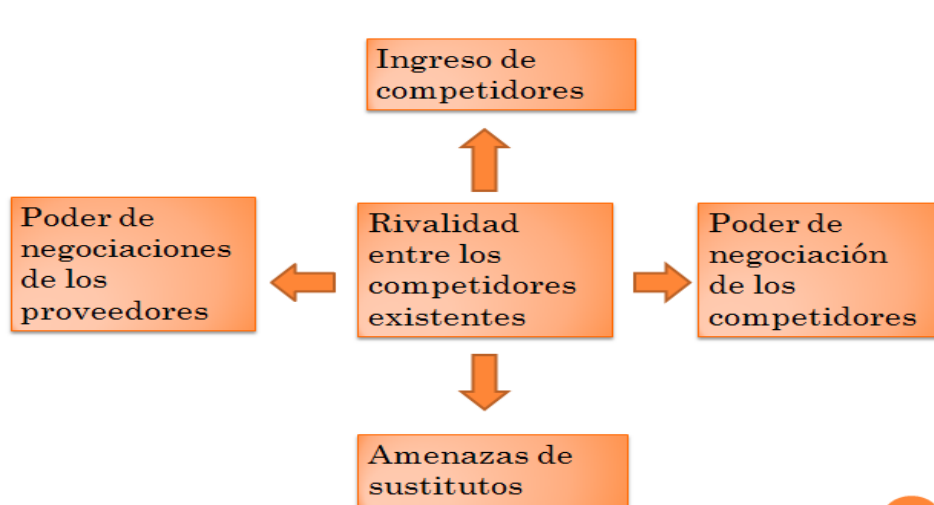 Ingreso de
competidores
Poder de
negociaciones
de los
proveedores
Rivalidad
entre los
competidores
existentes
Poder de
negociación
de los
competidores
Amenazas de
sustitutos